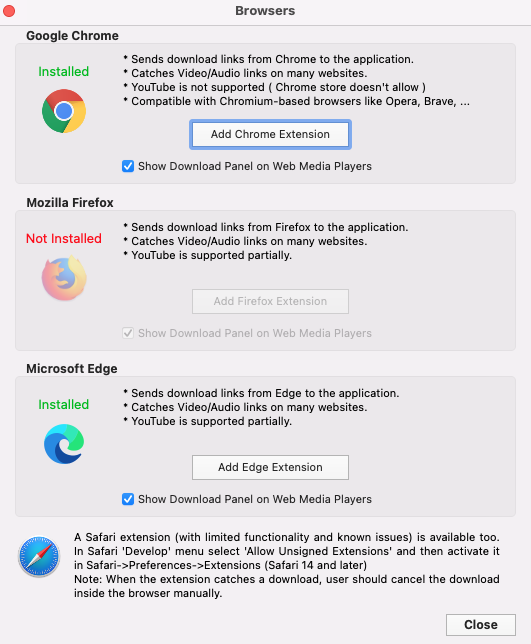 Browsers
Google Chrome
Installed
* Sends download links from Chrome to the application.
* Catches Video/Audio links on many websites.
* YouTube is not supported ( Chrome store doesn't allow )
* Compatible with Chromium-based browsers like Opera, Brave, ...
Add Chrome Extension
Show Download Panel on Web Media Players
Mozilla Firefox
Not Installed
* Sends download links from Firefox to the application.
* Catches Video/Audio links on many websites.
* YouTube is supported partially.
Add Firefox Extension
Show Download Panel on Web Media Players
Microsoft Edge
Installed
* Sends download links from Edge to the application.
* Catches Video/Audio links on many websites.
* YouTube is supported partially.
Add Edge Extension
Show Download Panel on Web Media Players
A Safari extension (with limited functionality and known issues) is available too.
In Safari 'Develop' menu select 'Allow Unsigned Extensions' and then activate it
in Safari->Preferences->Extensions (Safari 14 and later)
Note: When the extension catches a download, user should cancel the download
inside the browser manually.
Close